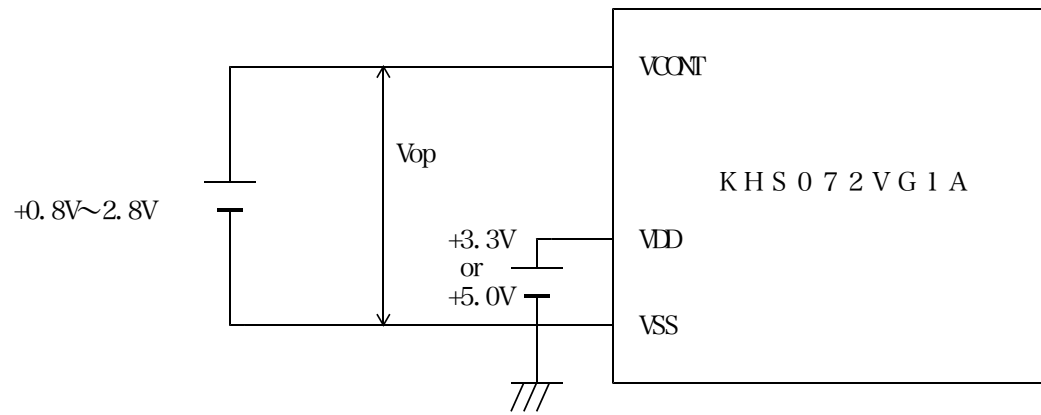 VCONT
Vop
KHS072VG1A
+0.8V～2.8V
+3.3V
VDD
or
+5.0V
VSS